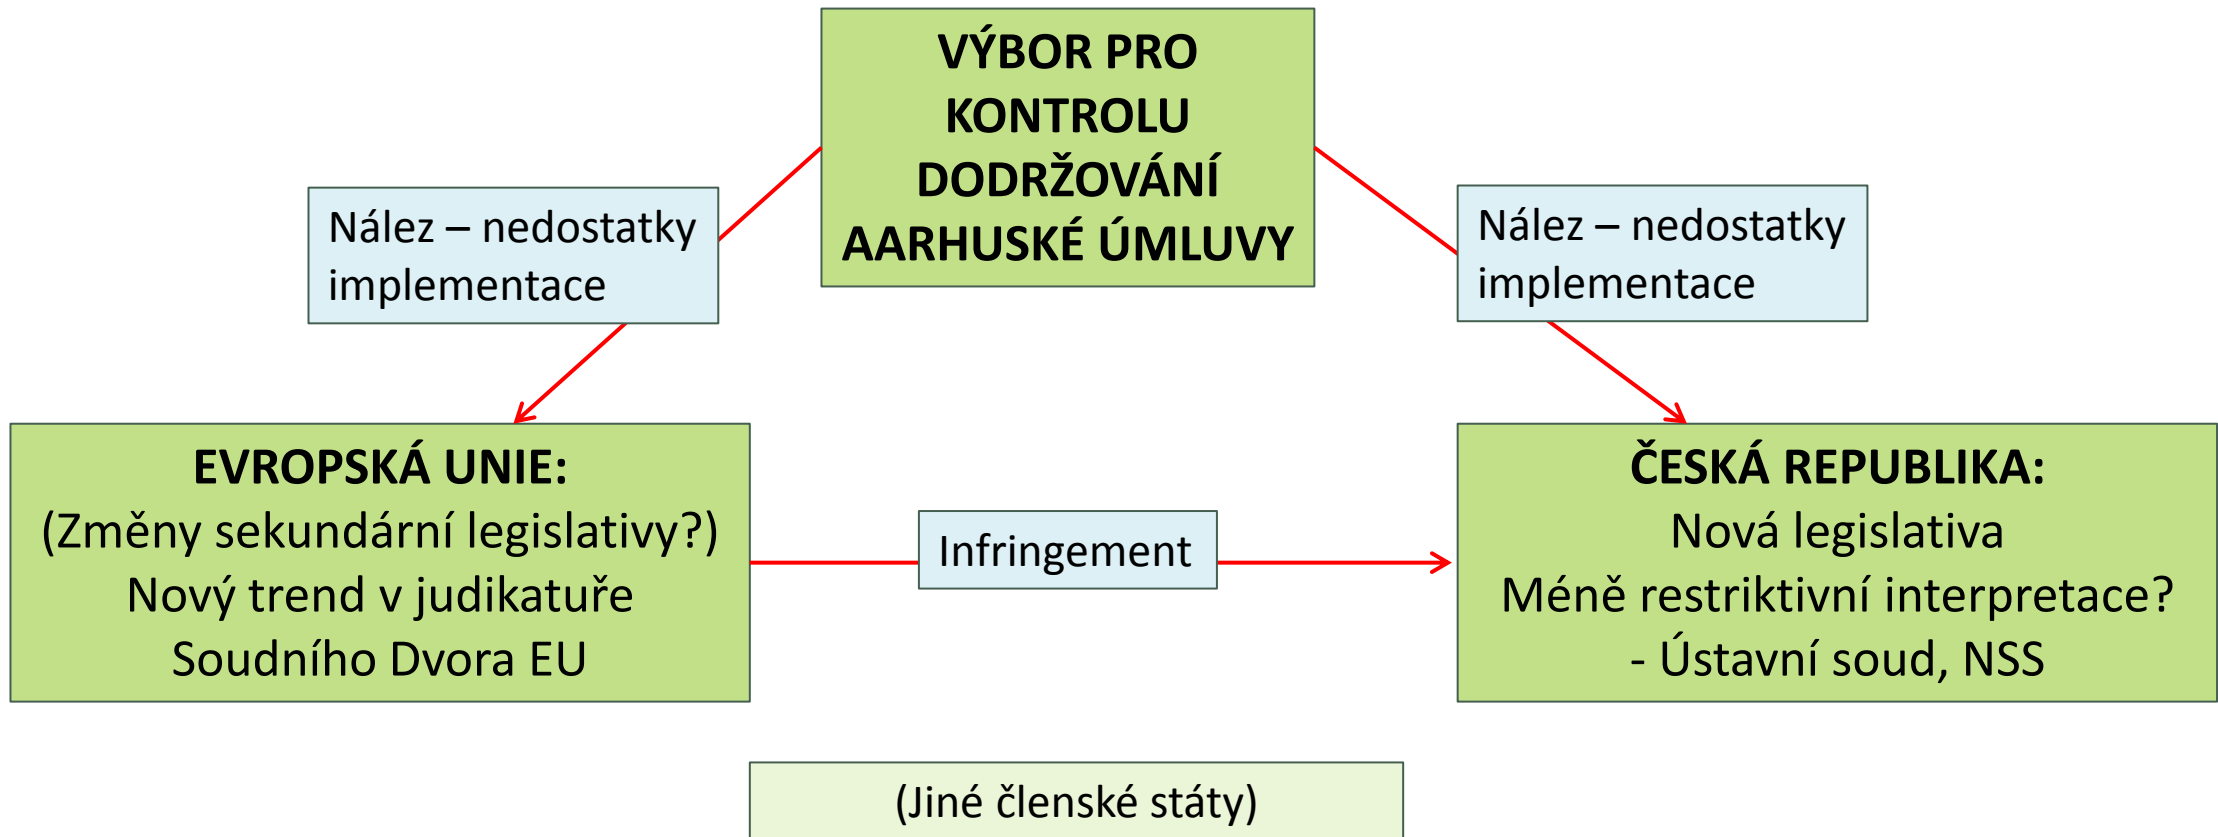 VÝBOR PRO
KONTROLU
DODRŽOVÁNÍ
AARHUSKÉ ÚMLUVY
Nález – nedostatky
implementace
Nález – nedostatky
implementace
EVROPSKÁ UNIE:
(Změny sekundární legislativy?)
Nový trend v judikatuře
Soudního Dvora EU
Infringement
ČESKÁ REPUBLIKA:
Nová legislativa
Méně restriktivní interpretace?
- Ústavní soud, NSS
(Jiné členské státy)